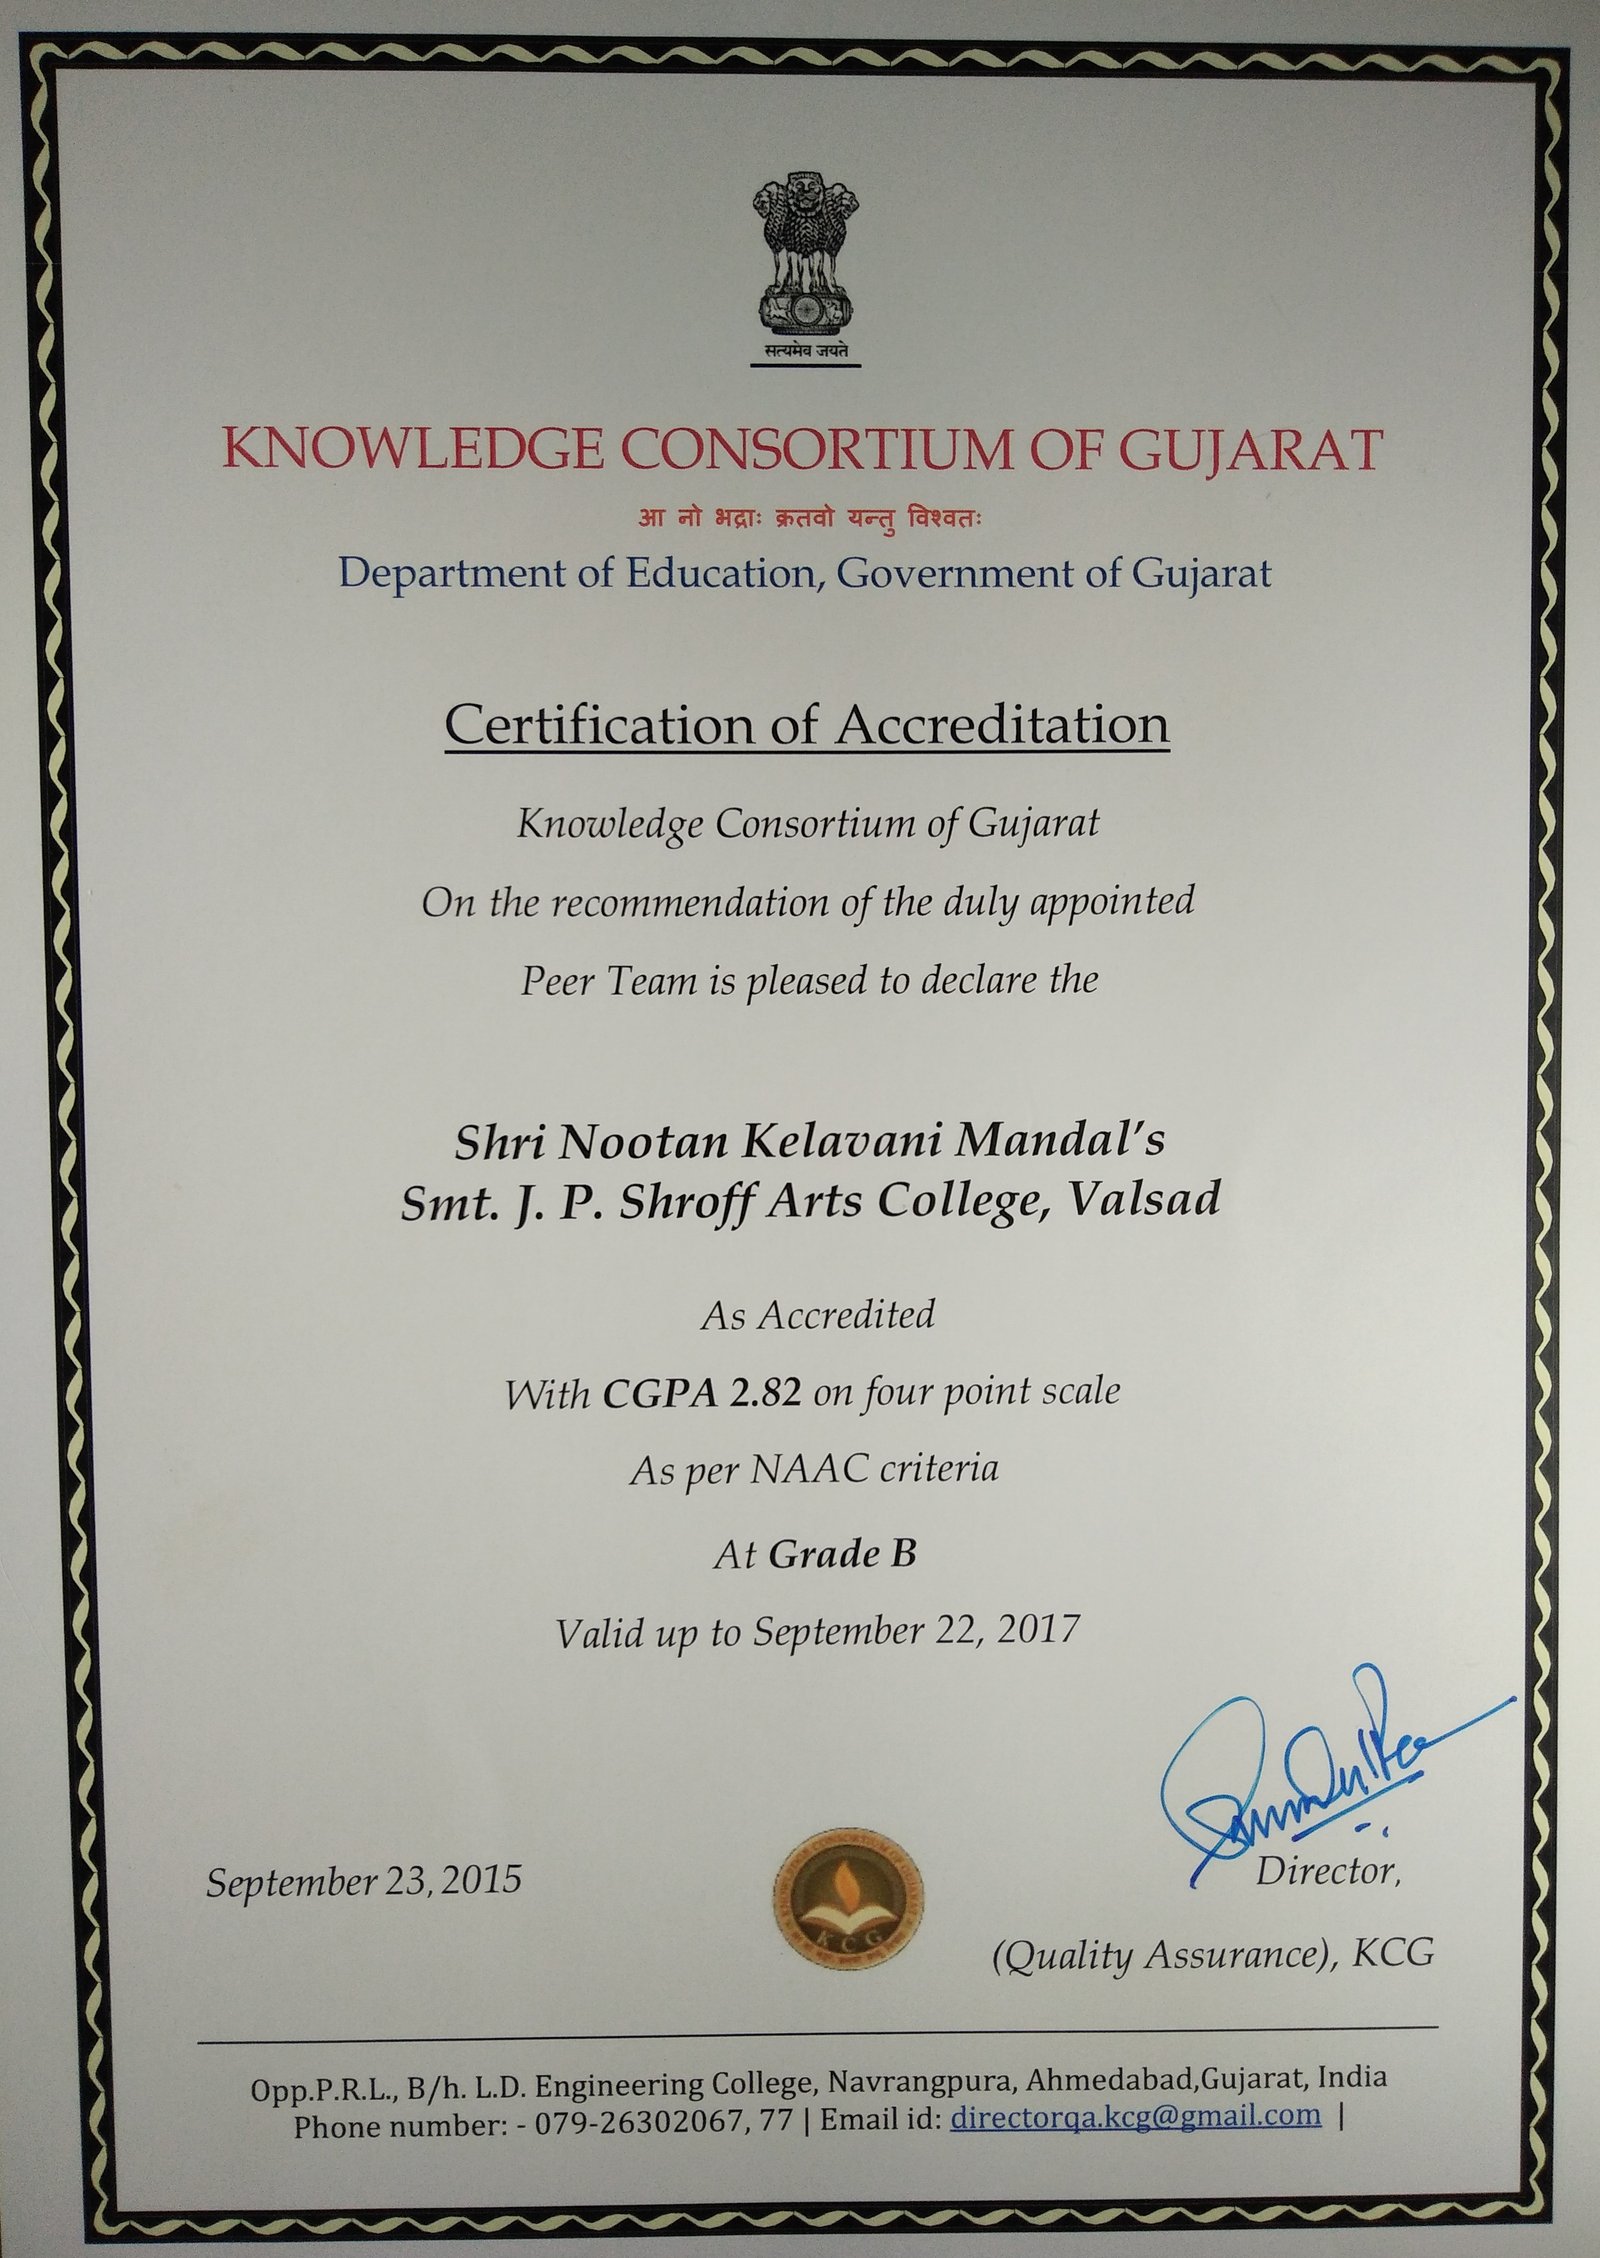 सत्यमेव जयते
KNOWLEDGE CONSORTIUM OF GUJARAT
आ नो भद्राः क्रतवो यन्तु विश्वतः
Department of Education, Government of Gujarat
Certification of Accreditation
Knowledge Consortium of Gujarat
On the recommendation of the duly appointed
Peer Team is pleased to declare the
Shri Nootan Kelavani Mandal's
Smt. J. P. Shroff Arts College, Valsad
As Accredited
With CGPA 2.82 on four point scale
As per NAAC criteria
At Grade B
Valid up to September 22, 2017
September 23, 2015
KCG
Director,
(Quality Assurance), KCG
Opp.P.R.L., B/h. L.D. Engineering College, Navrangpura, Ahmedabad,Gujarat, India
Phone number: - 079-26302067, 77 | Email id: directorqa.kcg@gmail.com |